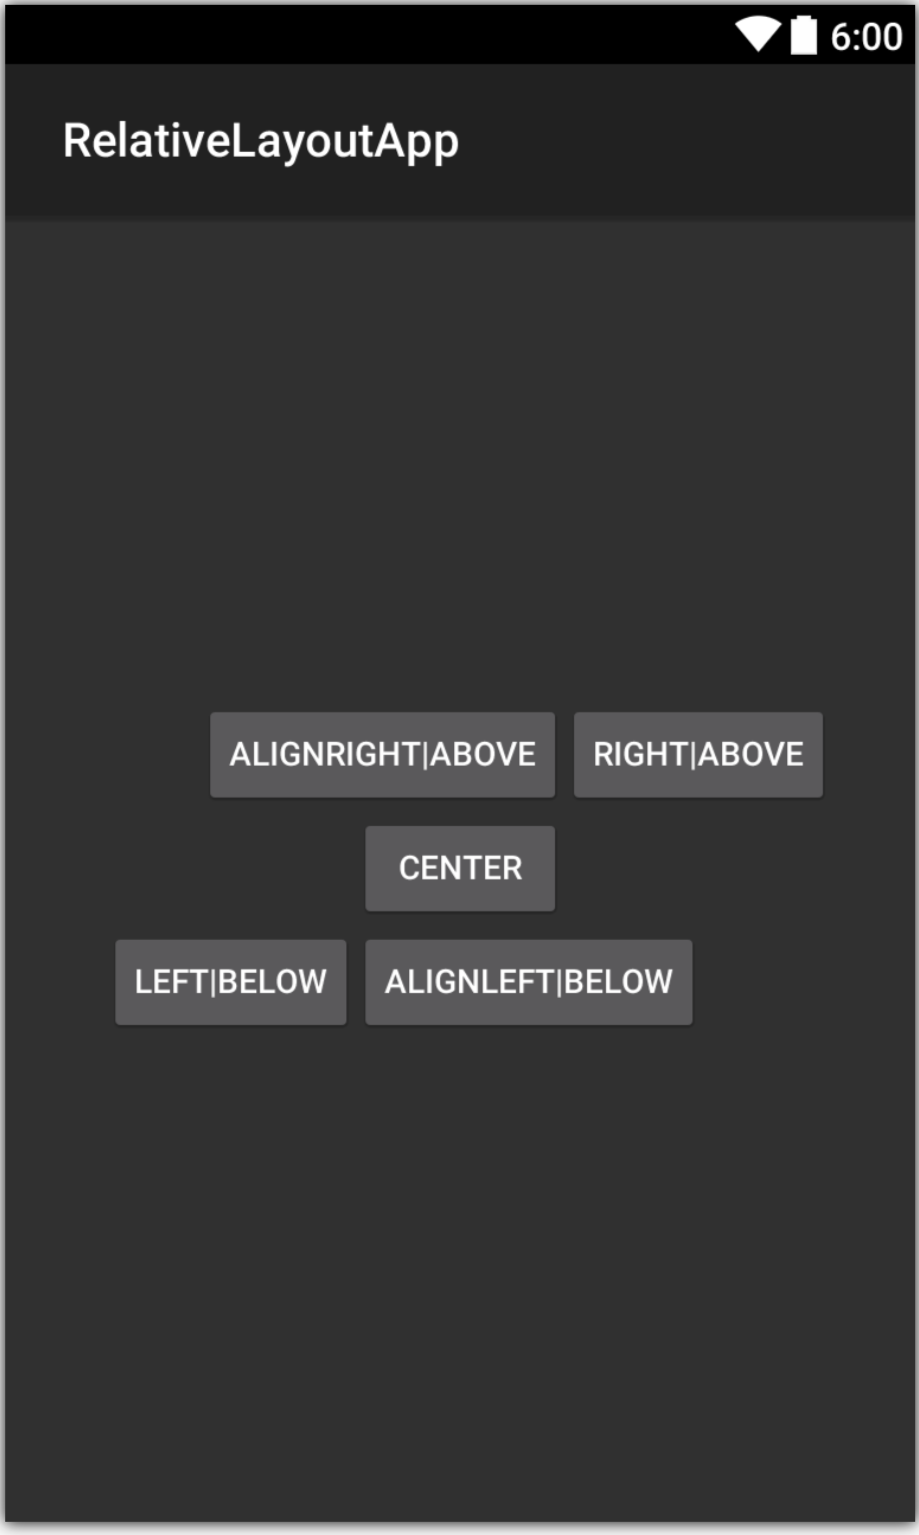 6:00
RelativeLayoutApp
ALIGNRIGHT|ABOVE RIGHT|ABOVE
CENTER
LEFT|BELOW ALIGNLEFT|BELOW